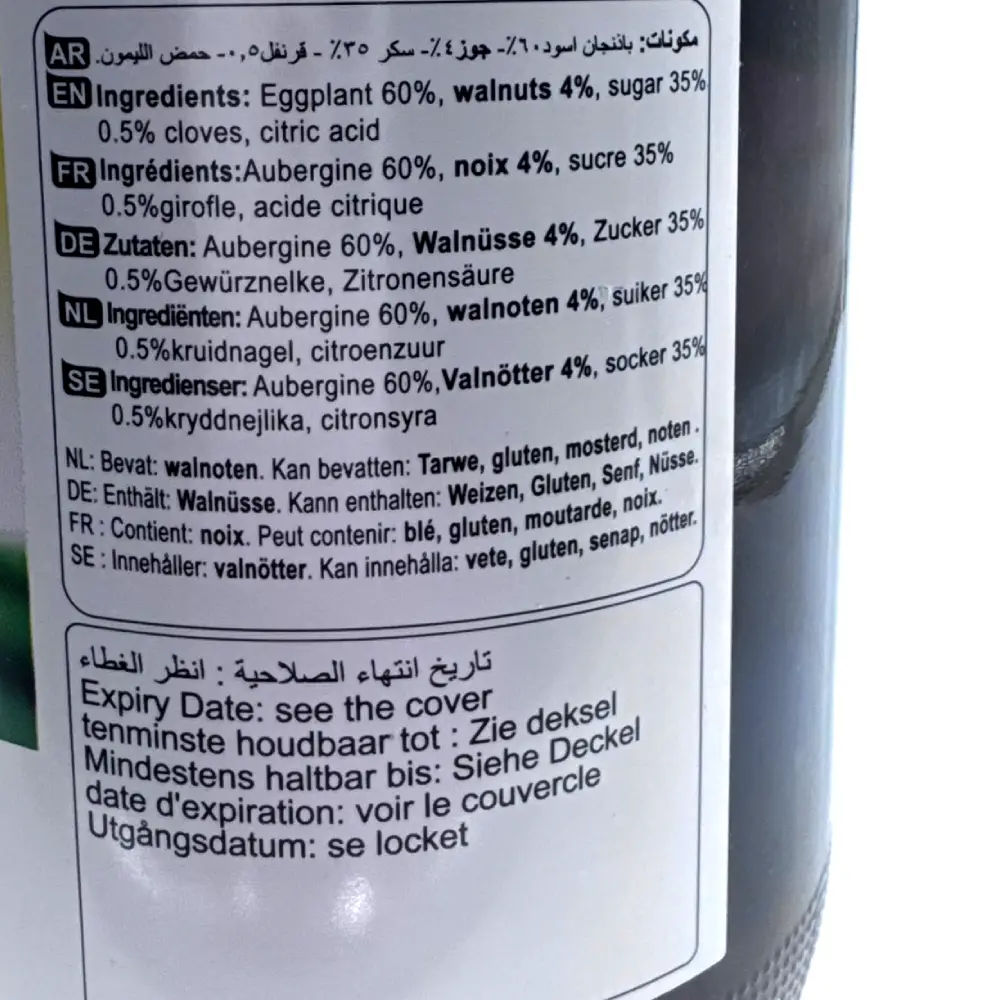 AR مكونات: باذنجان اسود٦٠٪- جوز٤٪- سكر ٣٥٪ - قرنفل٠,٥- حمض الليمون.
EN Ingredients: Eggplant 60%, walnuts 4%, sugar 35%
0.5% cloves, citric acid
FR Ingrédients:Aubergine 60%, noix 4%, sucre 35%
0.5%girofle, acide citrique
DE Zutaten: Aubergine 60%, Walnüsse 4%, Zucker 35%
0.5%Gewürznelke, Zitronensäure
NL Ingrediënten: Aubergine 60%, walnoten 4%, suiker 35%
0.5%kruidnagel, citroenzuur
SE Ingredienser: Aubergine 60%,Valnötter 4%, socker 35%
0.5%kryddnejlika, citronsyra
NL: Bevat: walnoten. Kan bevatten: Tarwe, gluten, mosterd, noten.
DE: Enthält: Walnüsse. Kann enthalten: Weizen, Gluten, Senf, Nüsse.
FR : Contient: noix. Peut contenir: blé, gluten, moutarde, noix.
SE : Innehåller: valnötter. Kan innehålla: vete, gluten, senap, nötter.
تاريخ انتهاء الصلاحية : انظر الغطاء
Expiry Date: see the cover
tenminste houdbaar tot : Zie deksel
Mindestens haltbar bis: Siehe Deckel
date d'expiration: voir le couvercle
Utgångsdatum: se locket